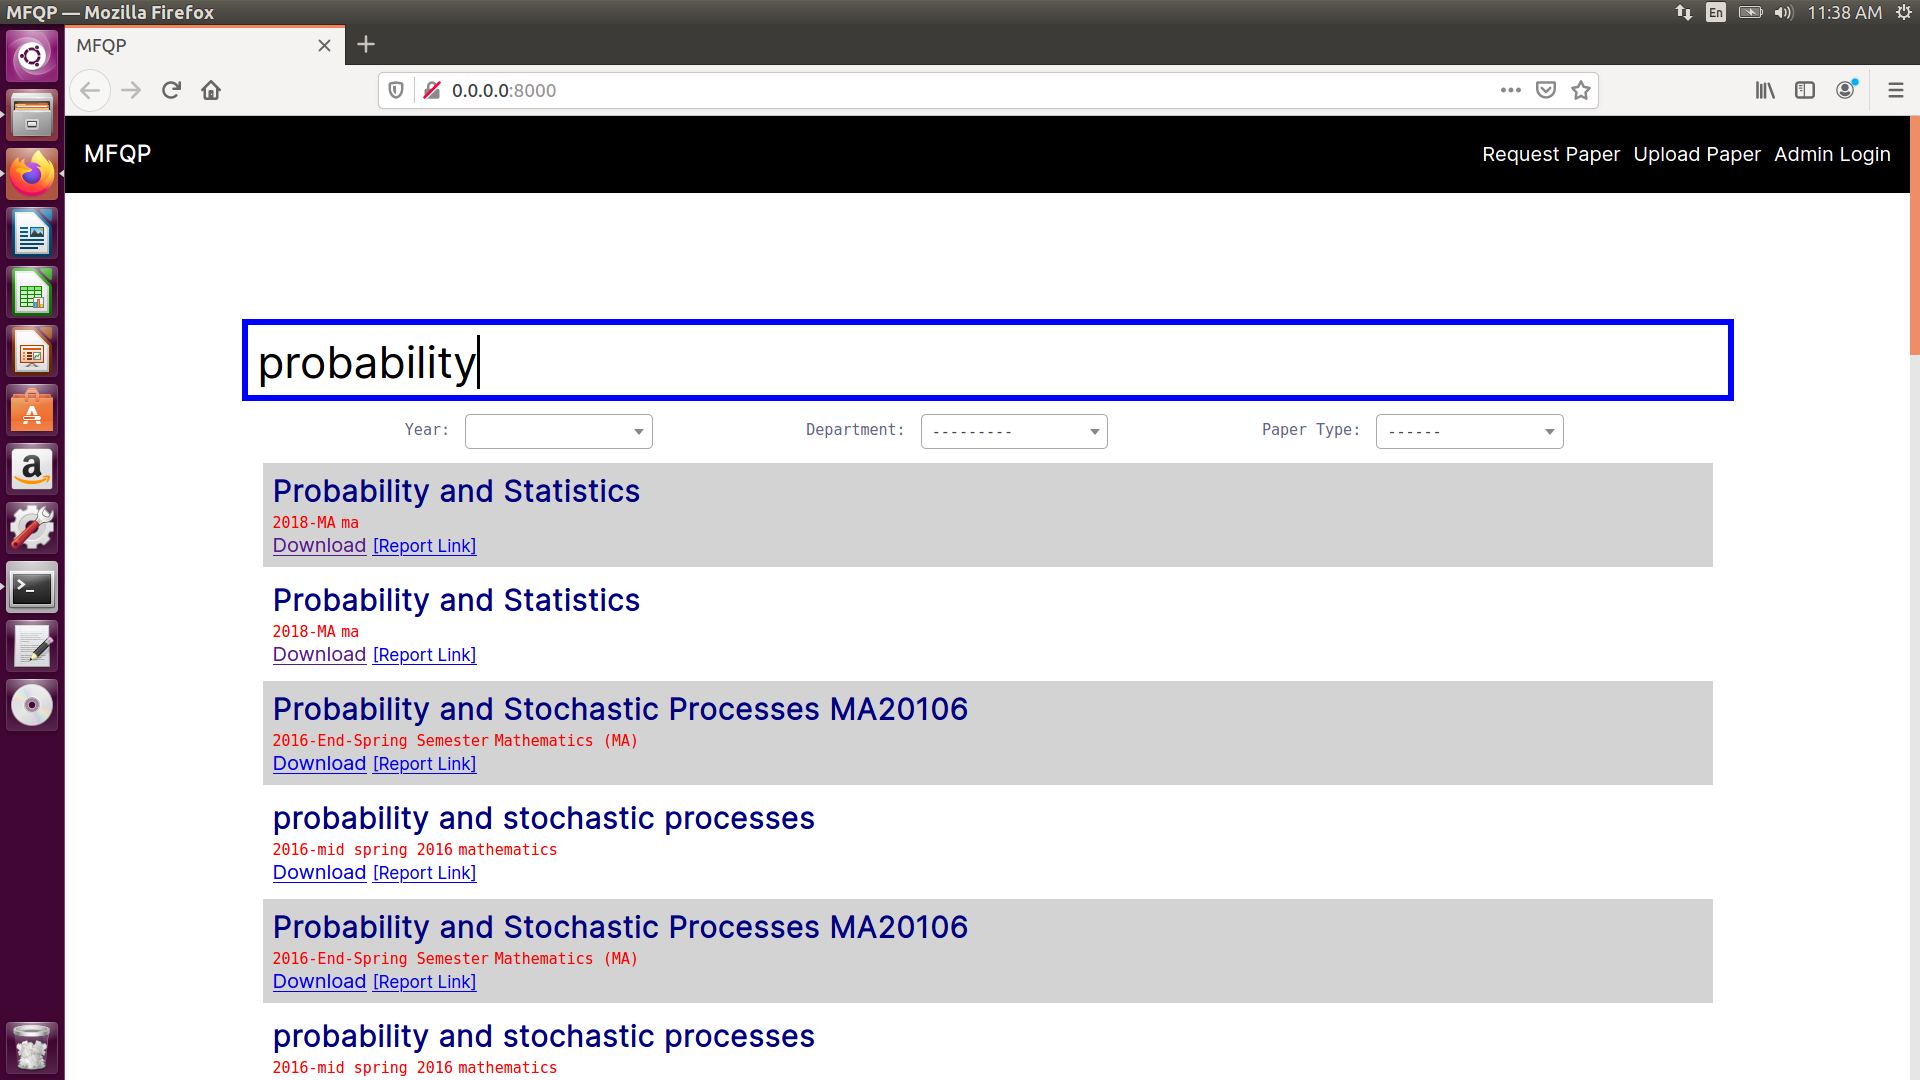 MFQP — Mozilla Firefox
En
11:38 AM
MFQP
0.0.0.0:8000
MFQP
Request Paper Upload Paper Admin Login
probability
Year: Department: --------- Paper Type: ------
Probability and Statistics
2018-MA ma
Download [Report Link]
Probability and Statistics
2018-MA ma
Download [Report Link]
Probability and Stochastic Processes MA20106
2016-End-Spring Semester Mathematics (MA)
Download [Report Link]
probability and stochastic processes
2016-mid spring 2016 mathematics
Download [Report Link]
Probability and Stochastic Processes MA20106
2016-End-Spring Semester Mathematics (MA)
Download [Report Link]
probability and stochastic processes
2016-mid spring 2016 mathematics